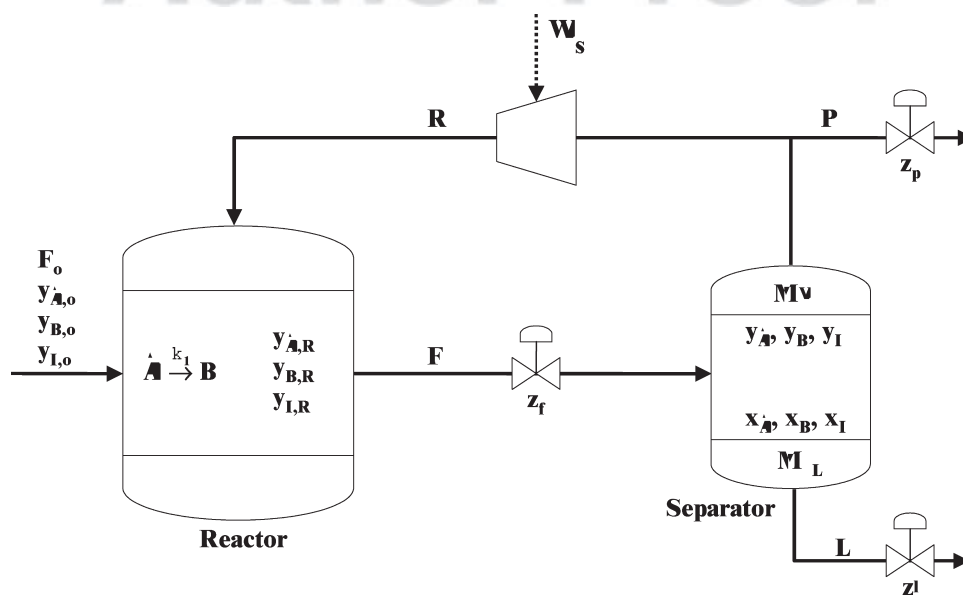 W_s
R
P
z_p
F_o
y_A,o
y_B,o
y_I,o
A k_1 → B
y_A,R
y_B,R
y_I,R
F
z_f
M_v
y_A, y_B, y_I
x_A, x_B, x_I
M_L
Separator
Reactor
L
z_l